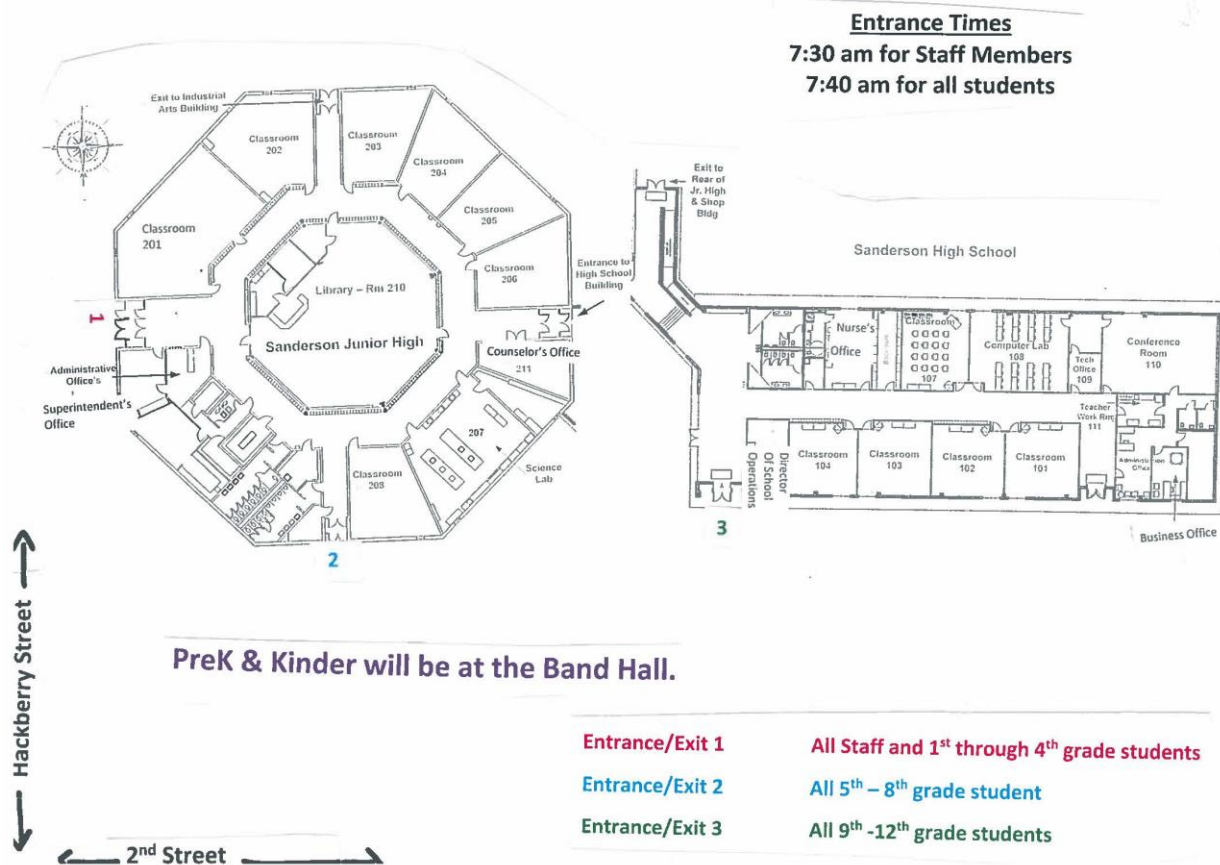 Entrance Times
7:30 am for Staff Members
7:40 am for all students
Exit to Industrial
Arts Building
Classroom
202
Classroom
203
Classroom
204
Classroom
205
Classroom
206
Classroom
201
Library – Rm 210
Sanderson Junior High
1
Administrative
Office's
Superintendent's
Office
Entrance to
High School
Building
Counselor's Office
211
207
Science
Lab
Classroom
208
2
Exit to
Rear of
Jr. High
& Shop
Bldg
Sanderson High School
Nurse's
Office
Classroom
107
Computer Lab
108
Tech
Office
109
Conference
Room
110
Teacher
Work Rm
111
Director
Of School
Operations
Classroom
104
Classroom
103
Classroom
102
Classroom
101
Business Office
3
Hackberry Street
2nd Street
PreK & Kinder will be at the Band Hall.
Entrance/Exit 1 All Staff and 1st through 4th grade students
Entrance/Exit 2 All 5th – 8th grade student
Entrance/Exit 3 All 9th -12th grade students